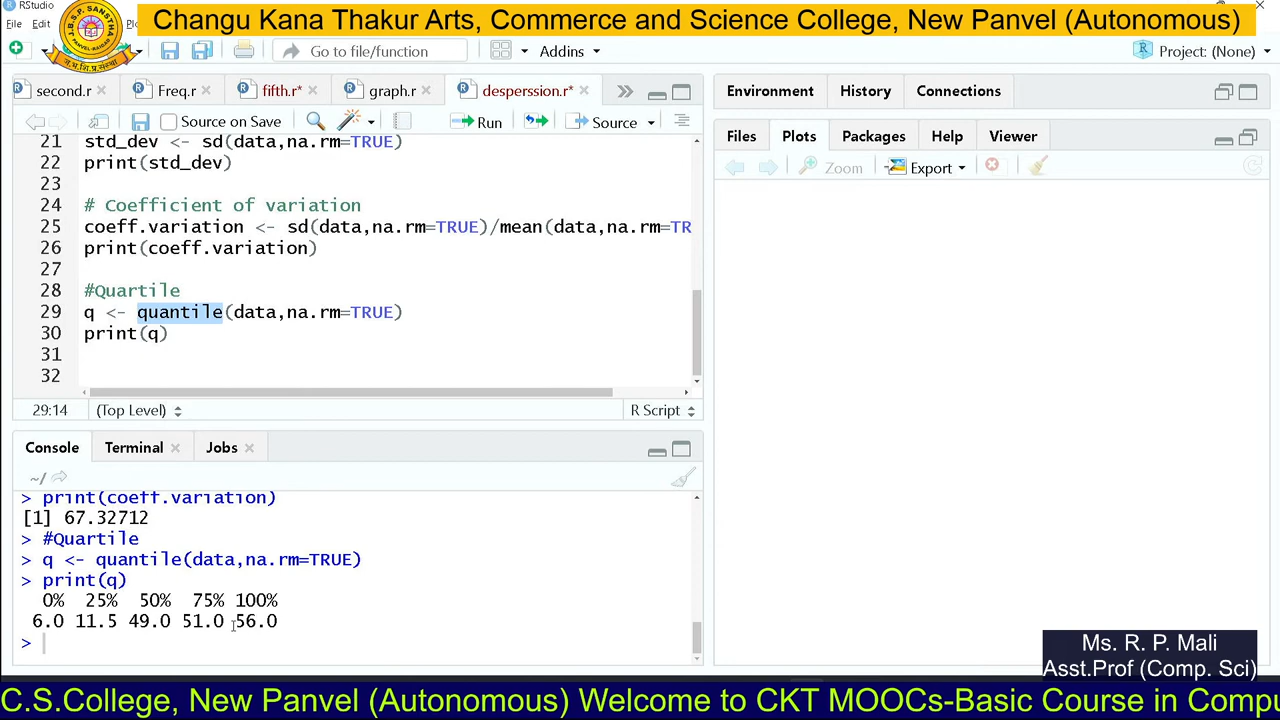 RStudio
Changu Kana Thakur Arts, Commerce and Science College, New Panvel (Autonomous)
File Edit
Go to file/function
Addins
Project: (None)
second.r
Freq.r
fifth.r*
graph.r
desperssion.r*
Source on Save
Run
Source
21 std_dev <- sd(data,na.rm=TRUE)
22 print(std_dev)
23
24 # Coefficient of variation
25 coeff.variation <- sd(data,na.rm=TRUE)/mean(data,na.rm=TR
26 print(coeff.variation)
27
28 #Quartile
29 q <- quantile(data,na.rm=TRUE)
30 print(q)
31
32
29:14 (Top Level) R Script
Console Terminal Jobs
~/
> print(coeff.variation)
[1] 67.32712
> #Quartile
> q <- quantile(data,na.rm=TRUE)
> print(q)
0% 25% 50% 75% 100%
6.0 11.5 49.0 51.0 56.0
>
Environment History Connections
Files Plots Packages Help Viewer
Zoom Export
Ms. R. P. Mali
Asst.Prof (Comp. Sci)
C.S.College, New Panvel (Autonomous) Welcome to CKT MOOCs-Basic Course in Compu